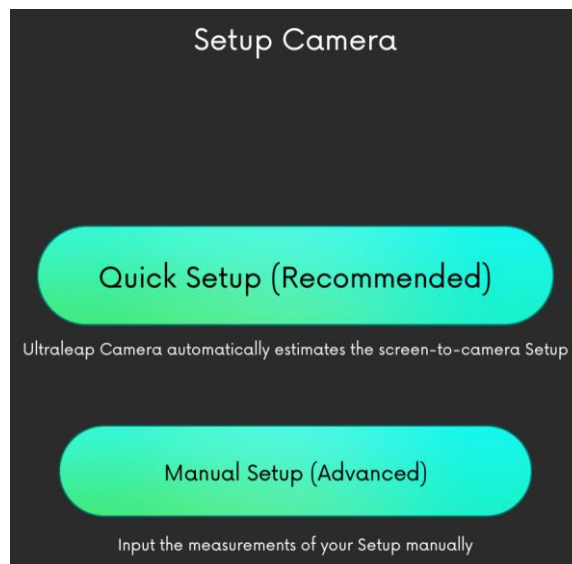 Setup Camera
Quick Setup (Recommended)
Ultraleap Camera automatically estimates the screen-to-camera Setup
Manual Setup (Advanced)
Input the measurements of your Setup manually